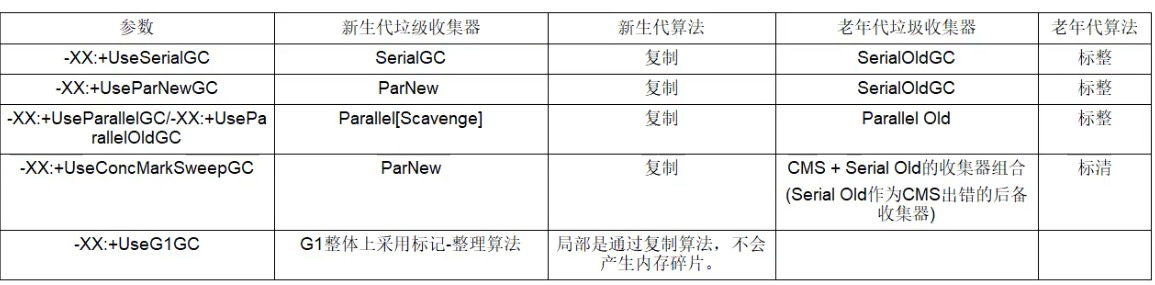 参数 新生代垃级收集器 新生代算法 老年代垃圾收集器 老年代算法
-XX:+UseSerialGC SerialGC 复制 SerialOldGC 标整
-XX:+UseParNewGC ParNew 复制 SerialOldGC 标整
-XX:+UseParallelGC/-XX:+UsePa Parallel[Scavenge] 复制 Parallel Old 标整
rallelOldGC
-XX:+UseConcMarkSweepGC ParNew 复制 CMS + Serial Old的收集器组合 标清
(Serial Old作为CMS出错的后备
收集器)
-XX:+UseG1GC G1整体上采用标记-整理算法 局部是通过复制算法，不会
产生内存碎片。